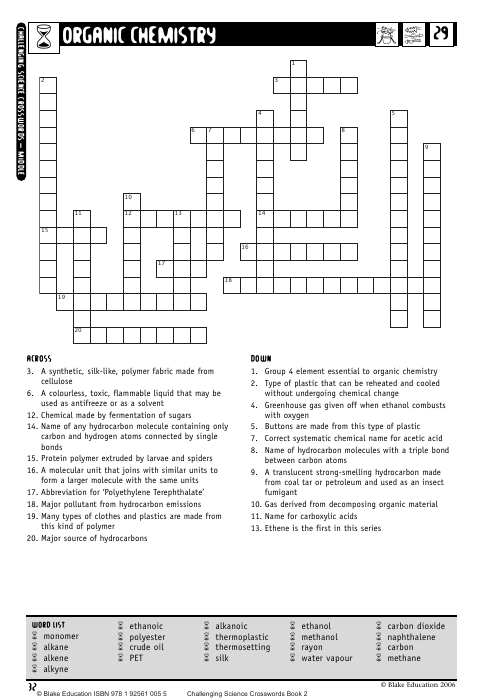 ORGANIC CHEMISTRY
29
CHALLENGING SCIENCE CROSSWORDS – MIDDLE
1
2
3
4
5
6
7
8
9
10
11
12
13
14
15
16
17
18
19
20
ACROSS
3. A synthetic, silk-like, polymer fabric made from
cellulose
6. A colourless, toxic, flammable liquid that may be
used as antifreeze or as a solvent
12. Chemical made by fermentation of sugars
14. Name of any hydrocarbon molecule containing only
carbon and hydrogen atoms connected by single
bonds
15. Protein polymer extruded by larvae and spiders
16. A molecular unit that joins with similar units to
form a larger molecule with the same units
17. Abbreviation for 'Polyethylene Terephthalate'
18. Major pollutant from hydrocarbon emissions
19. Many types of clothes and plastics are made from
this kind of polymer
20. Major source of hydrocarbons
DOWN
1. Group 4 element essential to organic chemistry
2. Type of plastic that can be reheated and cooled
without undergoing chemical change
4. Greenhouse gas given off when ethanol combusts
with oxygen
5. Buttons are made from this type of plastic
7. Correct systematic chemical name for acetic acid
8. Name of hydrocarbon molecules with a triple bond
between carbon atoms
9. A translucent strong-smelling hydrocarbon made
from coal tar or petroleum and used as an insect
fumigant
10. Gas derived from decomposing organic material
11. Name for carboxylic acids
13. Ethene is the first in this series
WORD LIST
monomer
alkane
alkene
alkyne
ethanoic
polyester
crude oil
PET
alkanoic
thermoplastic
thermosetting
silk
ethanol
methanol
rayon
water vapour
carbon dioxide
naphthalene
carbon
methane
32
© Blake Education 2006
© Blake Education ISBN 978 1 92561 005 5 Challenging Science Crosswords Book 2